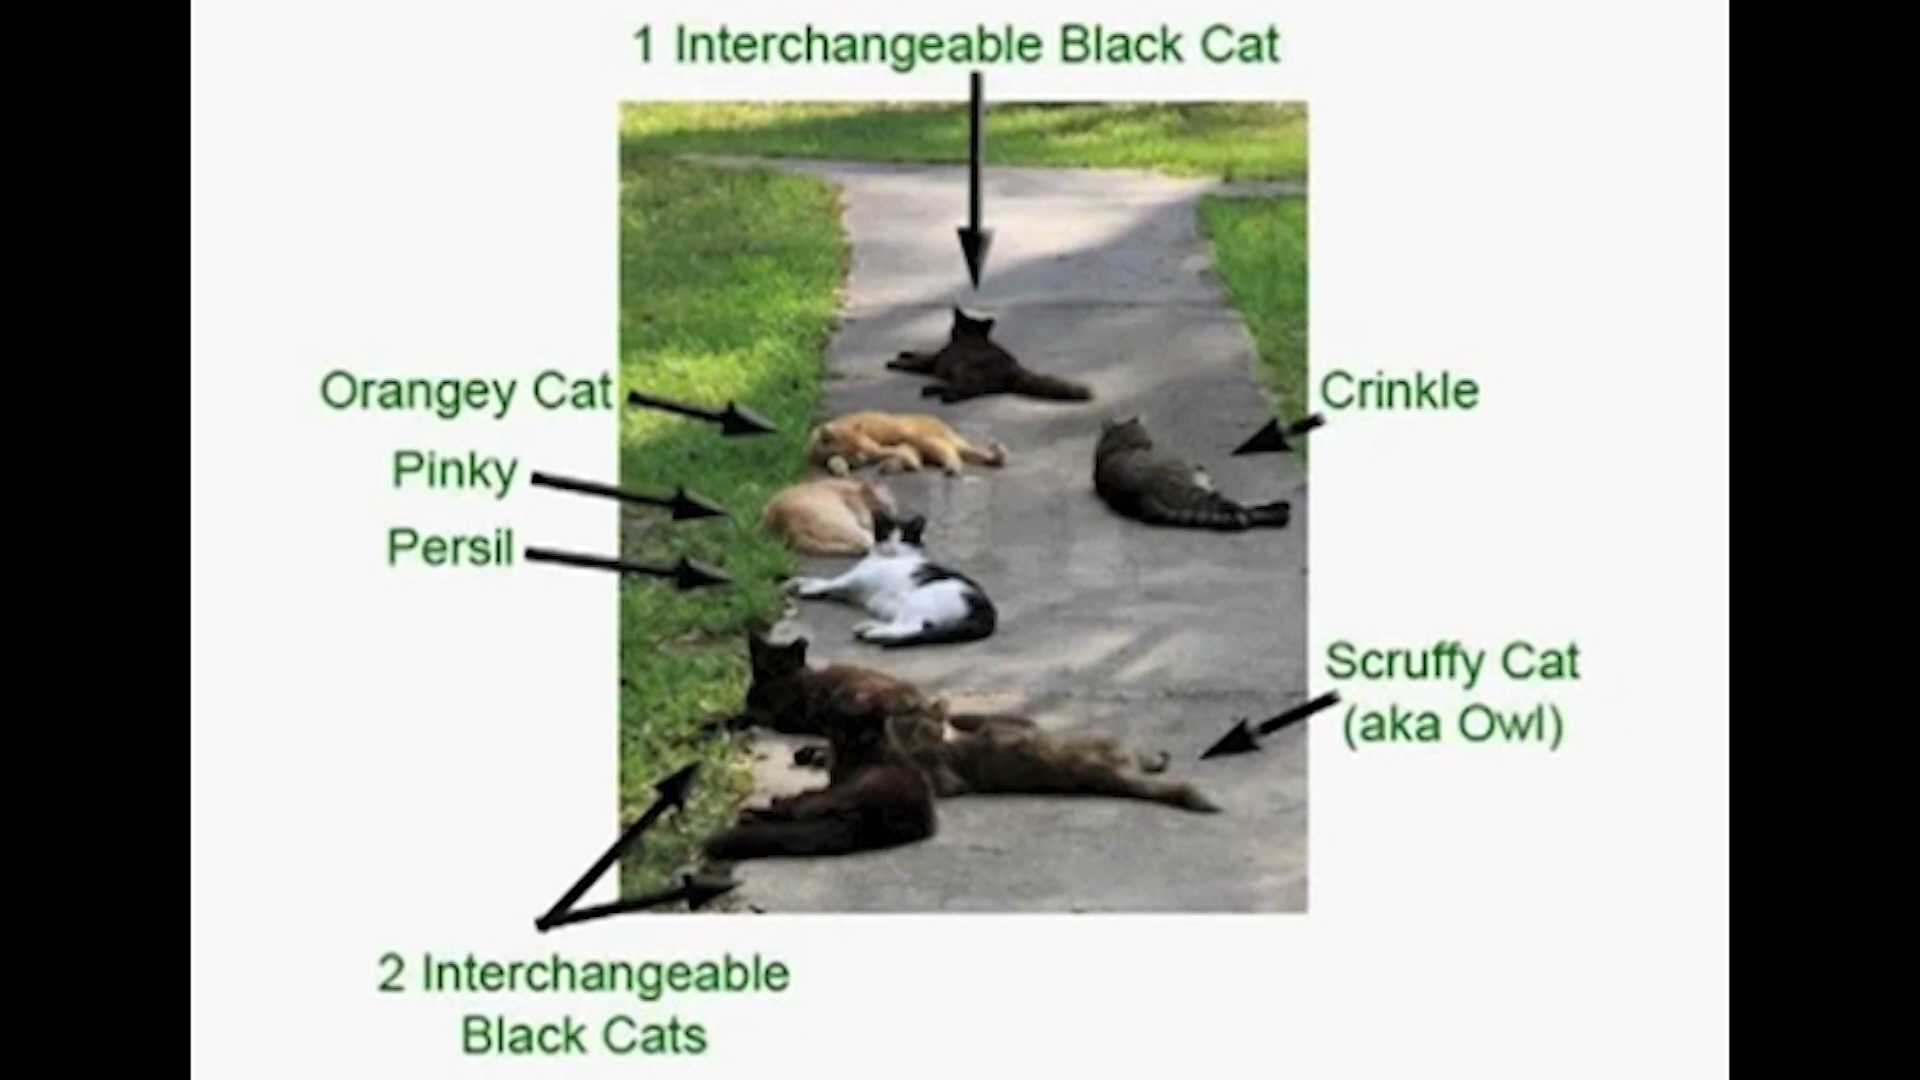 1 Interchangeable Black Cat
Orangey Cat
Crinkle
Pinky
Persil
Scruffy Cat
(aka Owl)
2 Interchangeable
Black Cats